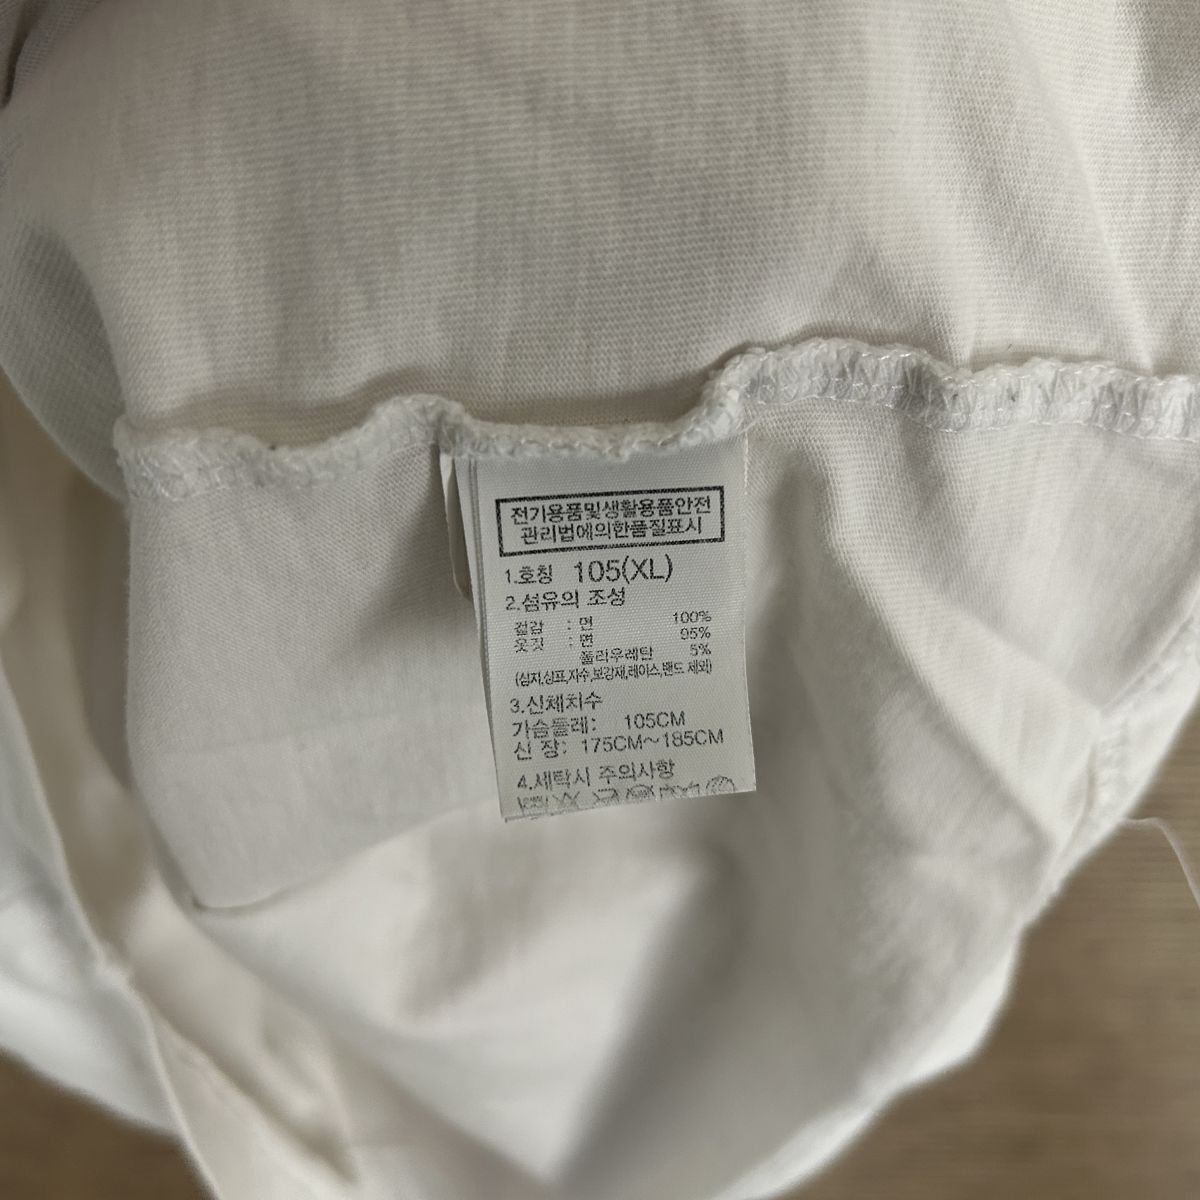 전기용품및생활용품안전
관리법에의한품질표시
1.호칭 105(XL)
2.섬유의 조성
겉감 : 면 100%
옷깃 : 면 95%
폴리우레탄 5%
(심지,상표,자수,보강재,레이스,밴드 제외)
3.신체치수
가슴둘레: 105CM
신 장: 175CM~185CM
4.세탁시 주의사항